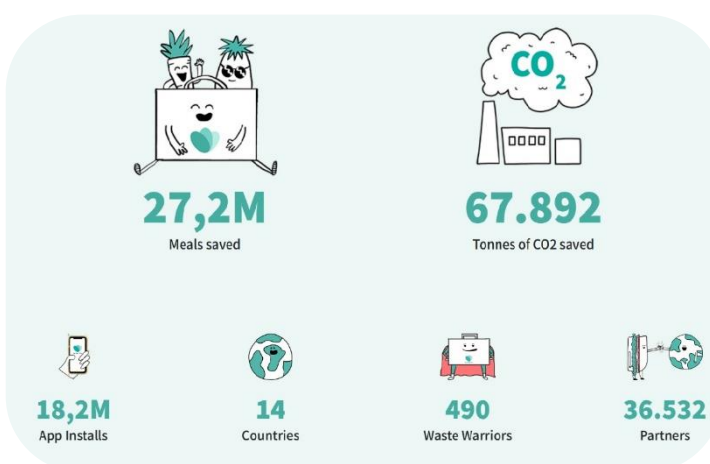 CO2
27,2M
Meals saved
67.892
Tonnes of CO2 saved
18,2M
App Installs
14
Countries
490
Waste Warriors
36.532
Partners